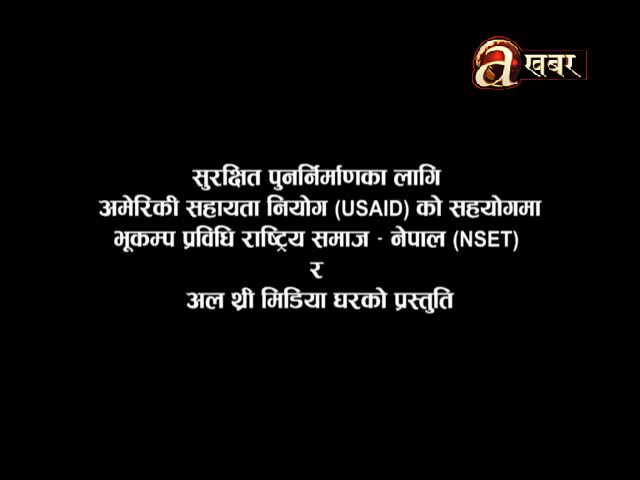 a खबर
सुरक्षित पुनर्निर्माणका लागि
अमेरिकी सहायता नियोग (USAID) को सहयोगमा
भूकम्प प्रविधि राष्ट्रिय समाज - नेपाल (NSET)
र
अल थ्री मिडिया घरको प्रस्तुति